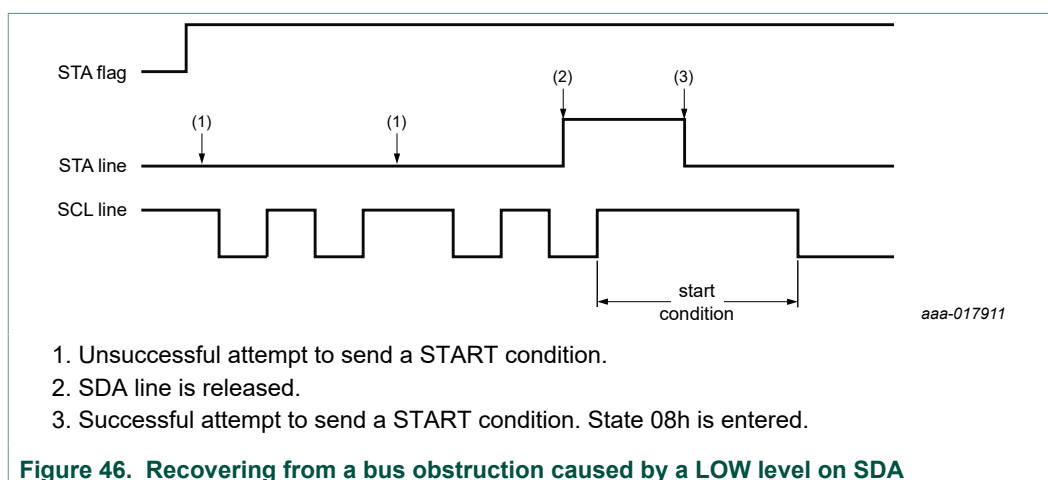 STA flag
(2)
(3)
(1)
(1)
STA line
SCL line
start
condition
aaa-017911
1. Unsuccessful attempt to send a START condition.
2. SDA line is released.
3. Successful attempt to send a START condition. State 08h is entered.
Figure 46. Recovering from a bus obstruction caused by a LOW level on SDA